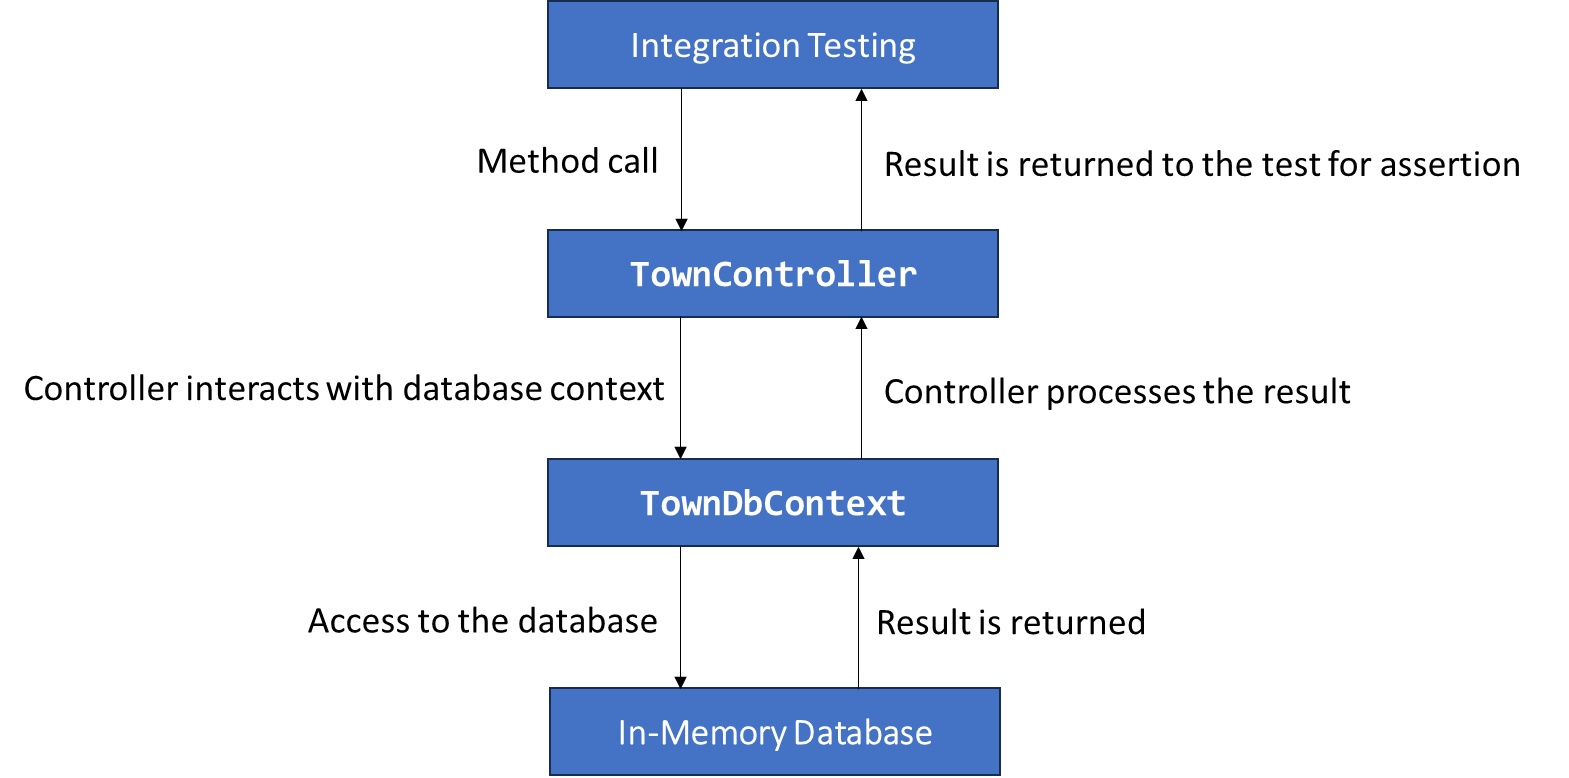 Integration Testing
Method call
Result is returned to the test for assertion
TownController
Controller interacts with database context
Controller processes the result
TownDbContext
Access to the database
Result is returned
In-Memory Database